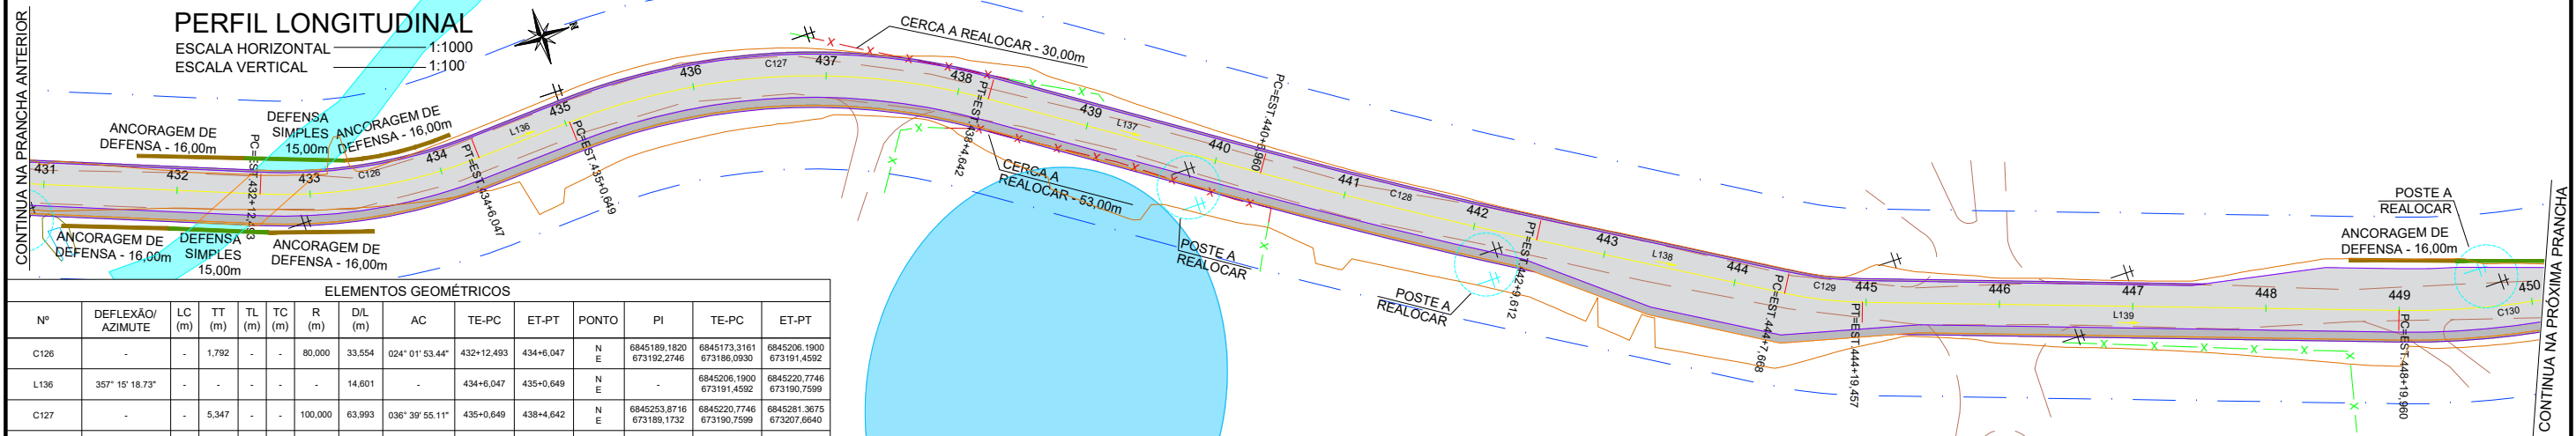 PERFIL LONGITUDINAL
ESCALA HORIZONTAL 1:1000
ESCALA VERTICAL 1:100
CONTINUA NA PRANCHA ANTERIOR
N
ANCORAGEM DE
DEFENSA - 16,00m
DEFENSA
SIMPLES
15,00m
ANCORAGEM DE
DEFENSA - 16,00m
CERCA A REALOCAR - 30,00m
431
432
433
434
435
436
437
438
439
440
441
442
443
444
445
446
447
448
449
450
C126
L136
C127
L137
C128
L138
C129
L139
C130
PT=EST.434+6,047
PC=EST.435+0,649
PT=EST.438+4,642
PC=EST.440+6,960
PT=EST.442+9,612
PC=EST.444+7,668
PT=EST.444+19,457
PC=EST.448+19,960
ANCORAGEM DE
DEFENSA - 16,00m
DEFENSA
SIMPLES
15,00m
ANCORAGEM DE
DEFENSA - 16,00m
CERCA A
REALOCAR - 53,00m
POSTE A
REALOCAR
POSTE A
REALOCAR
POSTE A
REALOCAR
ANCORAGEM DE
DEFENSA - 16,00m
CONTINUA NA PRÓXIMA PRANCHA
ELEMENTOS GEOMÉTRICOS
Nº DEFLEXÃO/ AZIMUTE LC (m) TT (m) TL (m) TC (m) R (m) D/L (m) AC TE-PC ET-PT PONTO PI TE-PC ET-PT
C126 - - 1,792 - - 80,000 33,554 024° 01' 53.44" 432+12,493 434+6,047 N 6845189,1820 6845173,3161 6845206.1900
E 673192,2746 673186,0930 673191,4592
L136 357° 15' 18.73" - - - - - 14,601 - 434+6,047 435+0,649 N - 6845206,1900 6845220,7746
E 673191,4592 673190,7599
C127 - - 5,347 - - 100,000 63,993 036° 39' 55.11" 435+0,649 438+4,642 N 6845253,8716 6845220,7746 6845281.3675
E 673189,1732 673190,7599 673207,6640